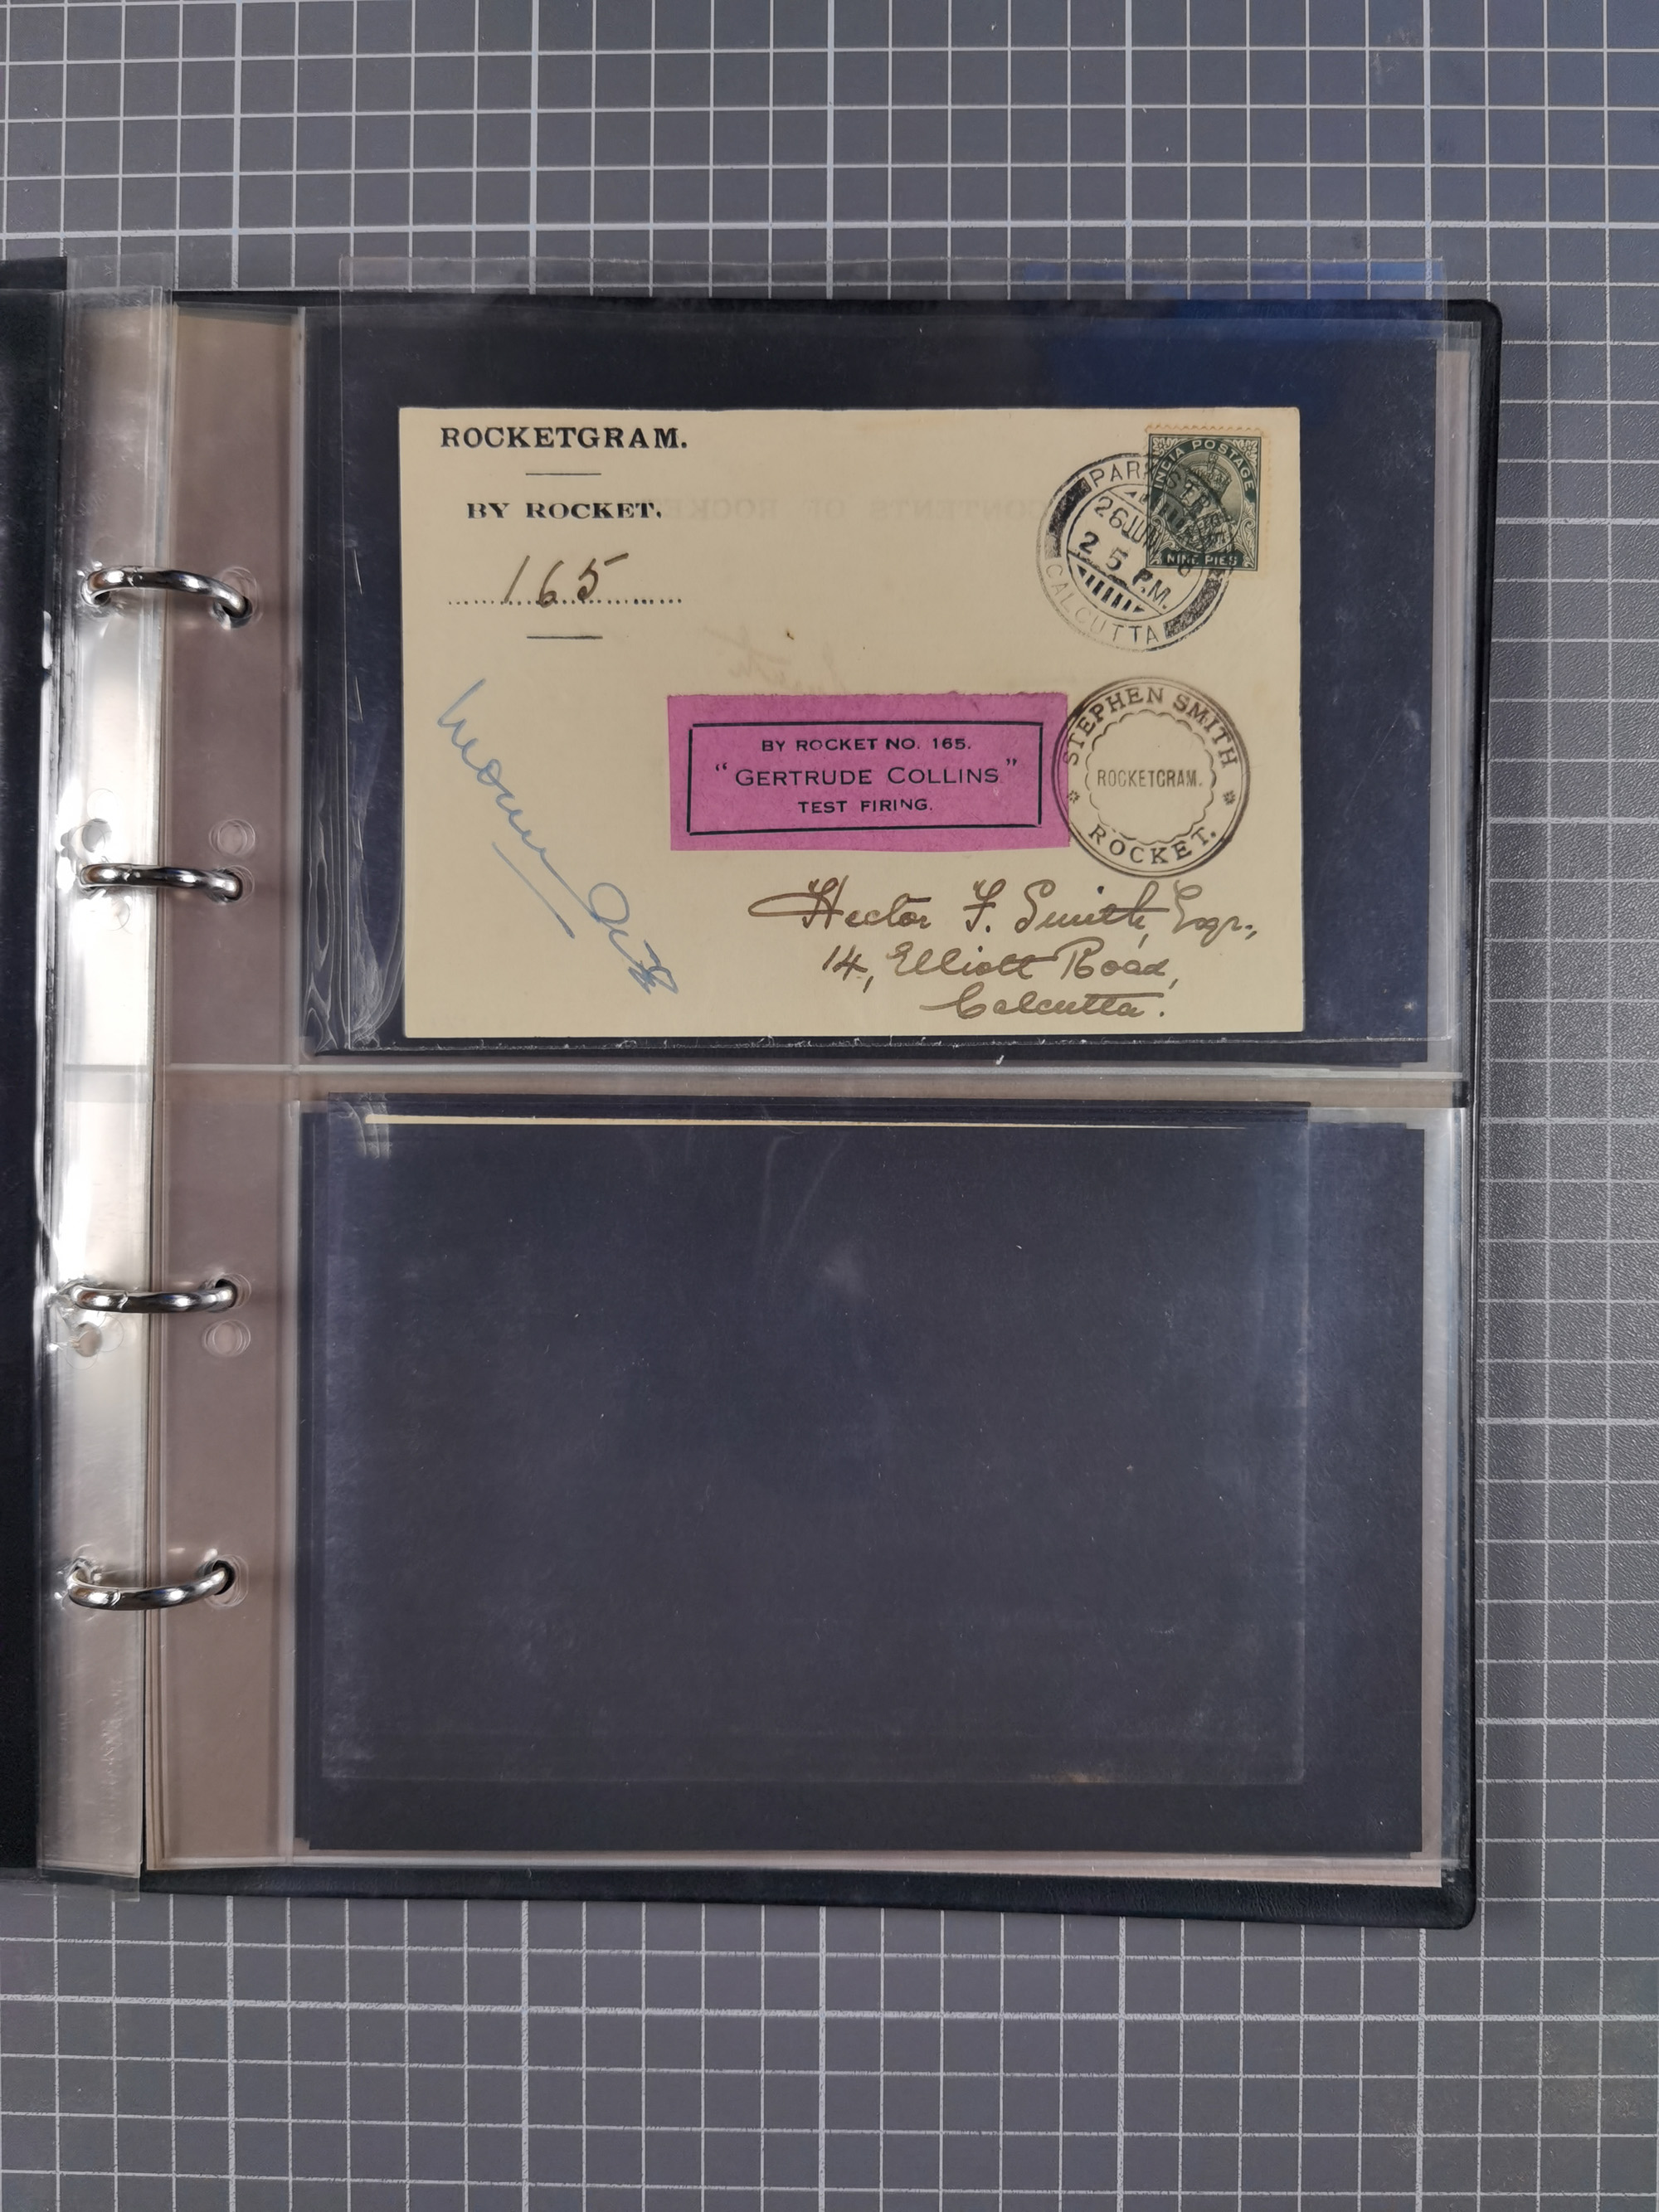 ROCKETGRAM.
BY ROCKET.
165
INDIA POSTAGE
NINE PIES
PARK ST.
26 JUN
2 5 P.M.
CALCUTTA
BY ROCKET NO. 165.
"GERTRUDE COLLINS"
TEST FIRING.
STEPHEN SMITH
ROCKETGRAM.
ROCKET.
Hector F. Smith, Esqr.,
14, Elliott Road,
Calcutta.